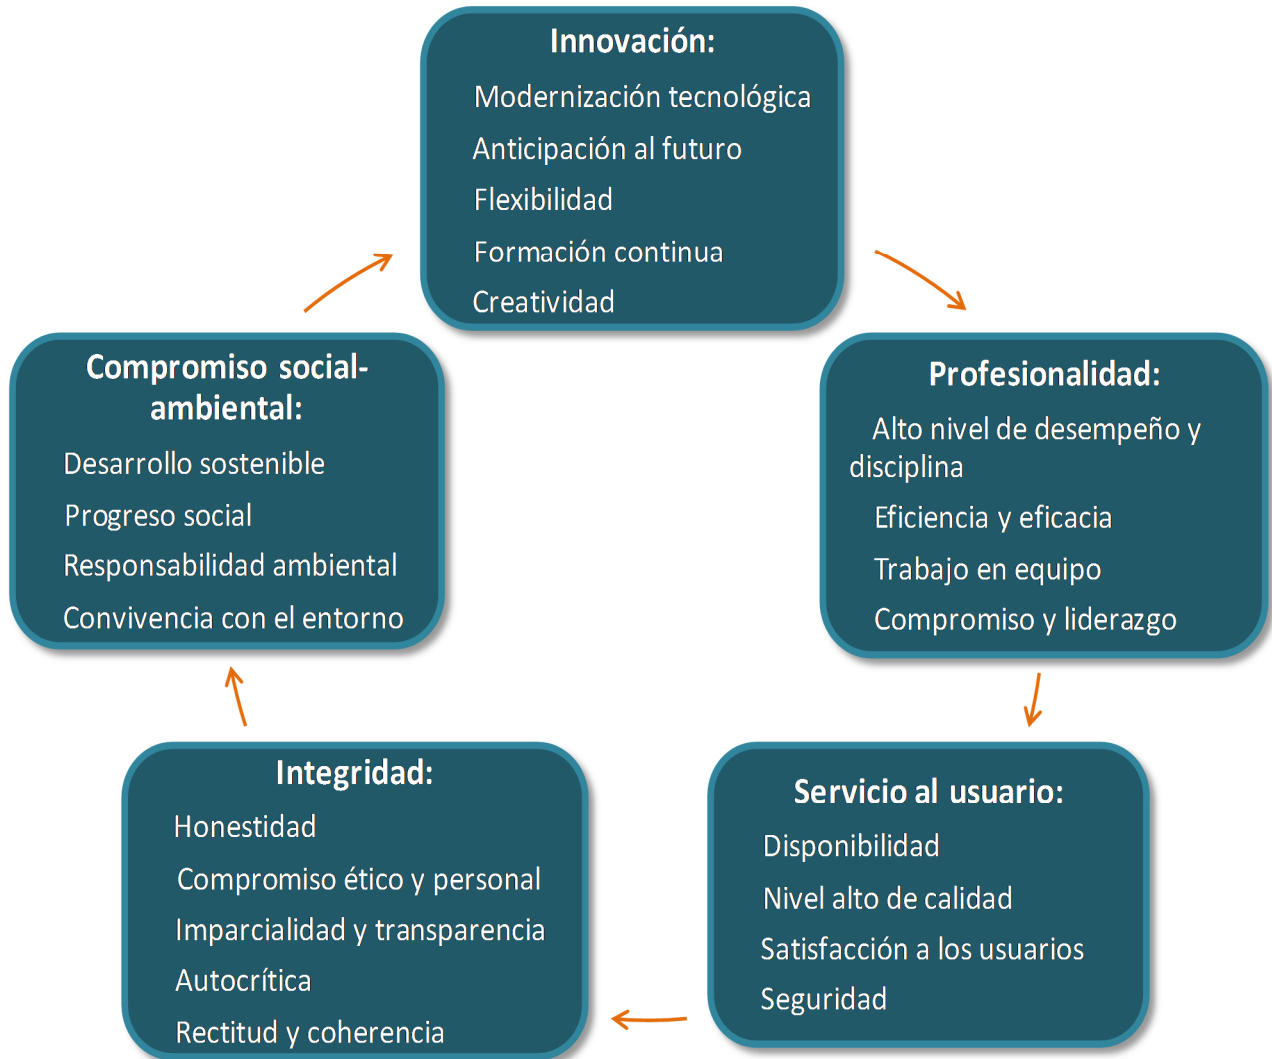 Innovación:
Modernización tecnológica
Anticipación al futuro
Flexibilidad
Formación continua
Creatividad
Profesionalidad:
Alto nivel de desempeño y
disciplina
Eficiencia y eficacia
Trabajo en equipo
Compromiso y liderazgo
Servicio al usuario:
Disponibilidad
Nivel alto de calidad
Satisfacción a los usuarios
Seguridad
Integridad:
Honestidad
Compromiso ético y personal
Imparcialidad y transparencia
Autocrítica
Rectitud y coherencia
Compromiso social-
ambiental:
Desarrollo sostenible
Progreso social
Responsabilidad ambiental
Convivencia con el entorno